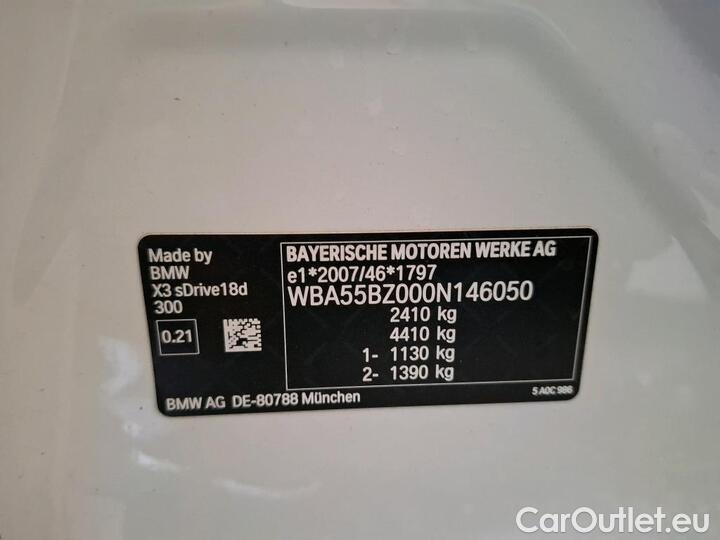 Made by
BMW
X3 sDrive18d
300
0.21
BAYERISCHE MOTOREN WERKE AG
e1*2007/46*1797
WBA55BZ000N146050
2410 kg
4410 kg
1- 1130 kg
2- 1390 kg
BMW AG DE-80788 München
5 A0C 986
CarOutlet.eu